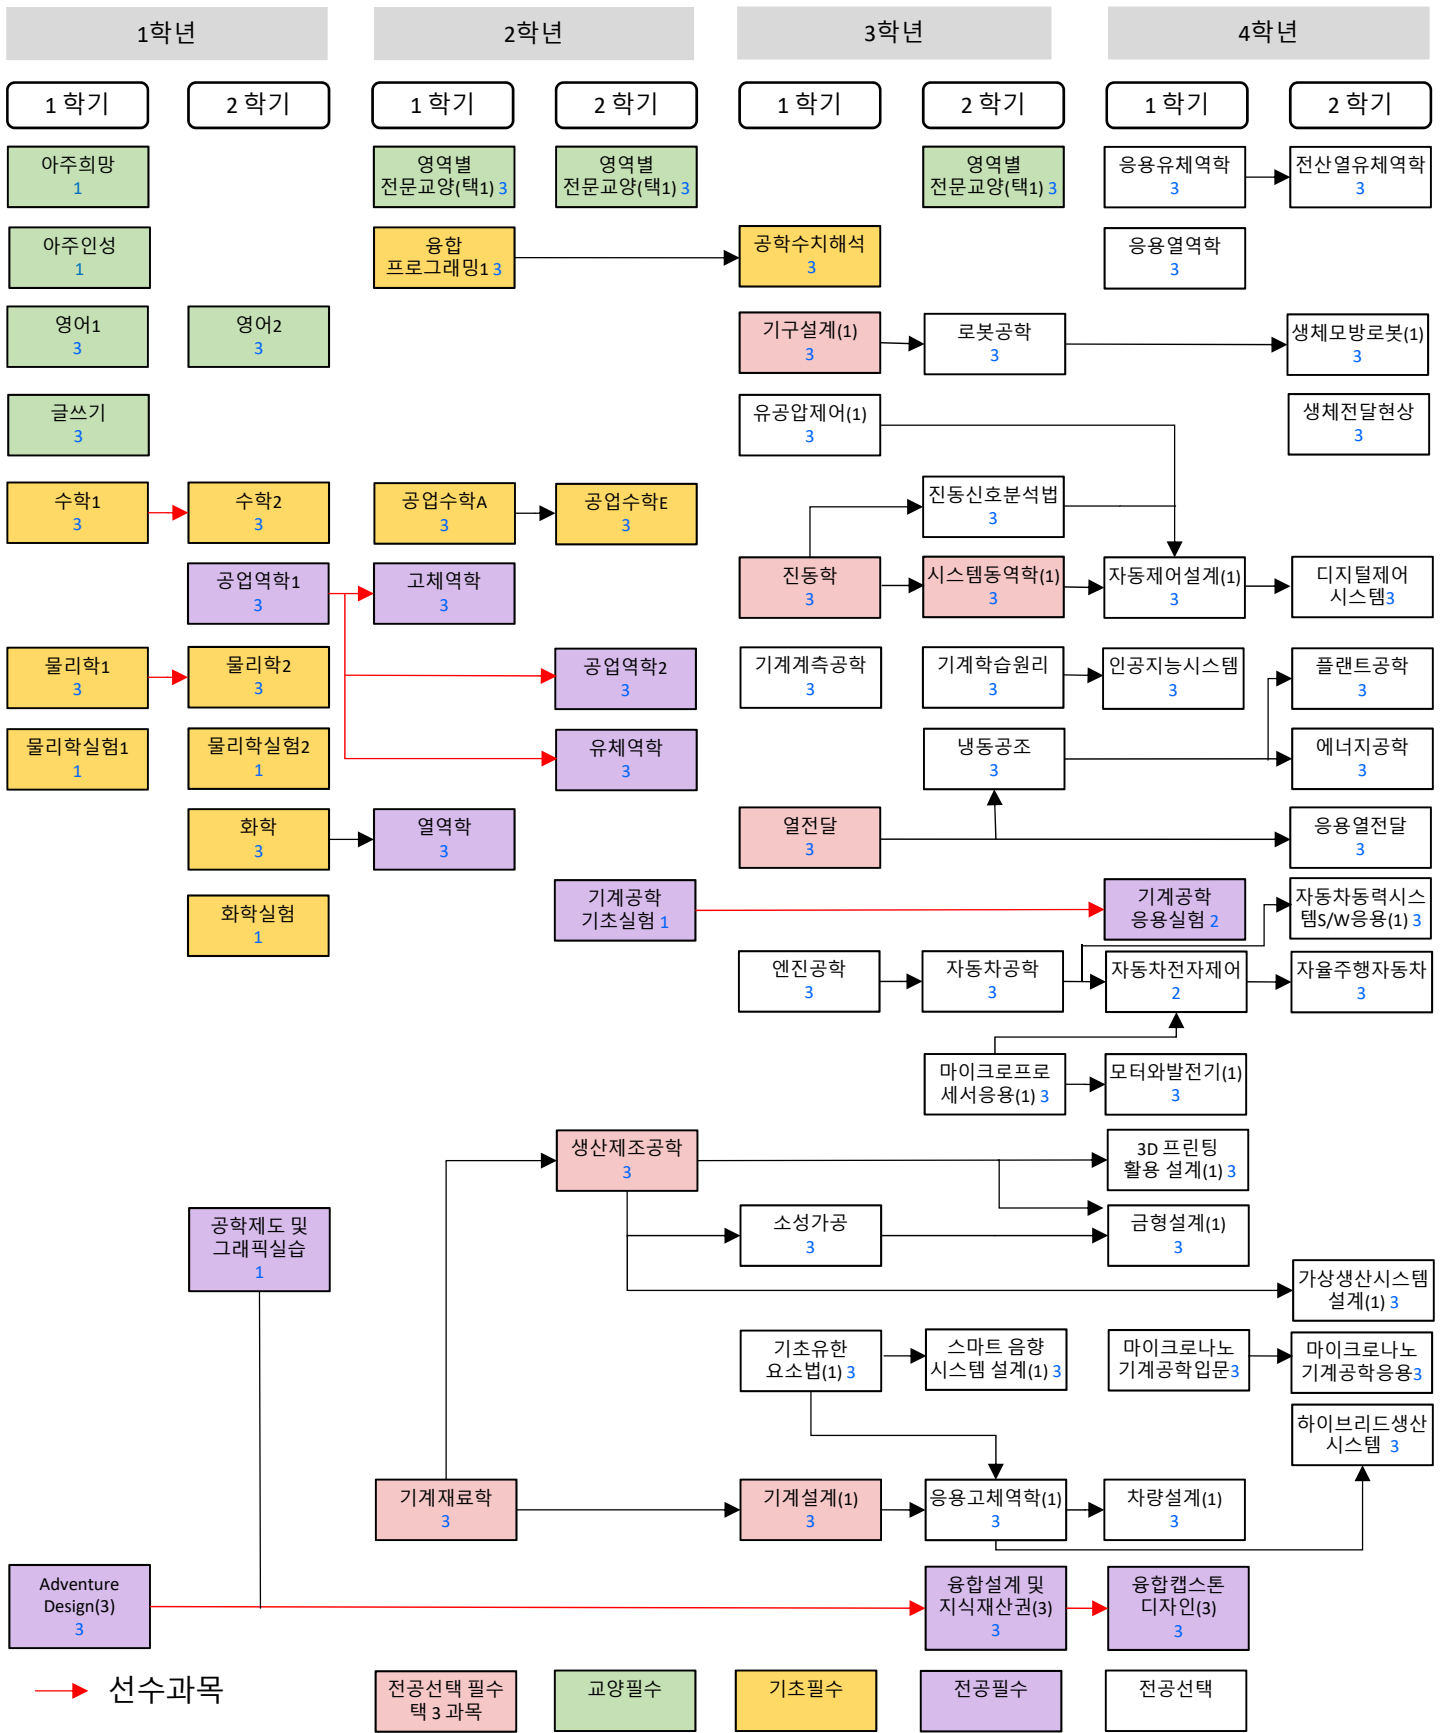 1학년
2학년
3학년
4학년
1 학기
2 학기
1 학기
2 학기
1 학기
2 학기
1 학기
2 학기
아주희망
1
영역별
전문교양(택1) 3
영역별
전문교양(택1) 3
영역별
전문교양(택1) 3
응용유체역학
3
전산열유체역학
3
아주인성
1
융합
프로그래밍1 3
공학수치해석
3
응용열역학
3
영어1
3
영어2
3
기구설계(1)
3
로봇공학
3
생체모방로봇(1)
3
글쓰기
3
유공압제어(1)
3
생체전달현상
3
수학1
3
수학2
3
공업수학A
3
공업수학E
3
진동신호분석법
3
공업역학1
3
고체역학
3
진동학
3
시스템동역학(1)
3
자동제어설계(1)
3
디지털제어
시스템3
물리학1
3
물리학2
3
공업역학2
3
기계계측공학
3
기계학습원리
3
인공지능시스템
3
플랜트공학
3
물리학실험1
1
물리학실험2
1
유체역학
3
냉동공조
3
에너지공학
3
화학
3
열역학
3
열전달
3
응용열전달
3
화학실험
1
기계공학
기초실험 1
기계공학
응용실험 2
자동차동력시스
템S/W응용(1) 3
엔진공학
3
자동차공학
3
자동차전자제어
2
자율주행자동차
3
마이크로프로
세서응용(1) 3
모터와발전기(1)
3
생산제조공학
3
3D 프린팅
활용 설계(1) 3
공학제도 및
그래픽실습
1
소성가공
3
금형설계(1)
3
가상생산시스템
설계(1) 3
기초유한
요소법(1) 3
스마트 음향
시스템 설계(1) 3
마이크로나노
기계공학입문3
마이크로나노
기계공학응용3
하이브리드생산
시스템 3
기계재료학
3
기계설계(1)
3
응용고체역학(1)
3
차량설계(1)
3
Adventure
Design(3)
3
융합설계 및
지식재산권(3)
3
융합캡스톤
디자인(3)
3
선수과목
전공선택 필수
택 3 과목
교양필수
기초필수
전공필수
전공선택